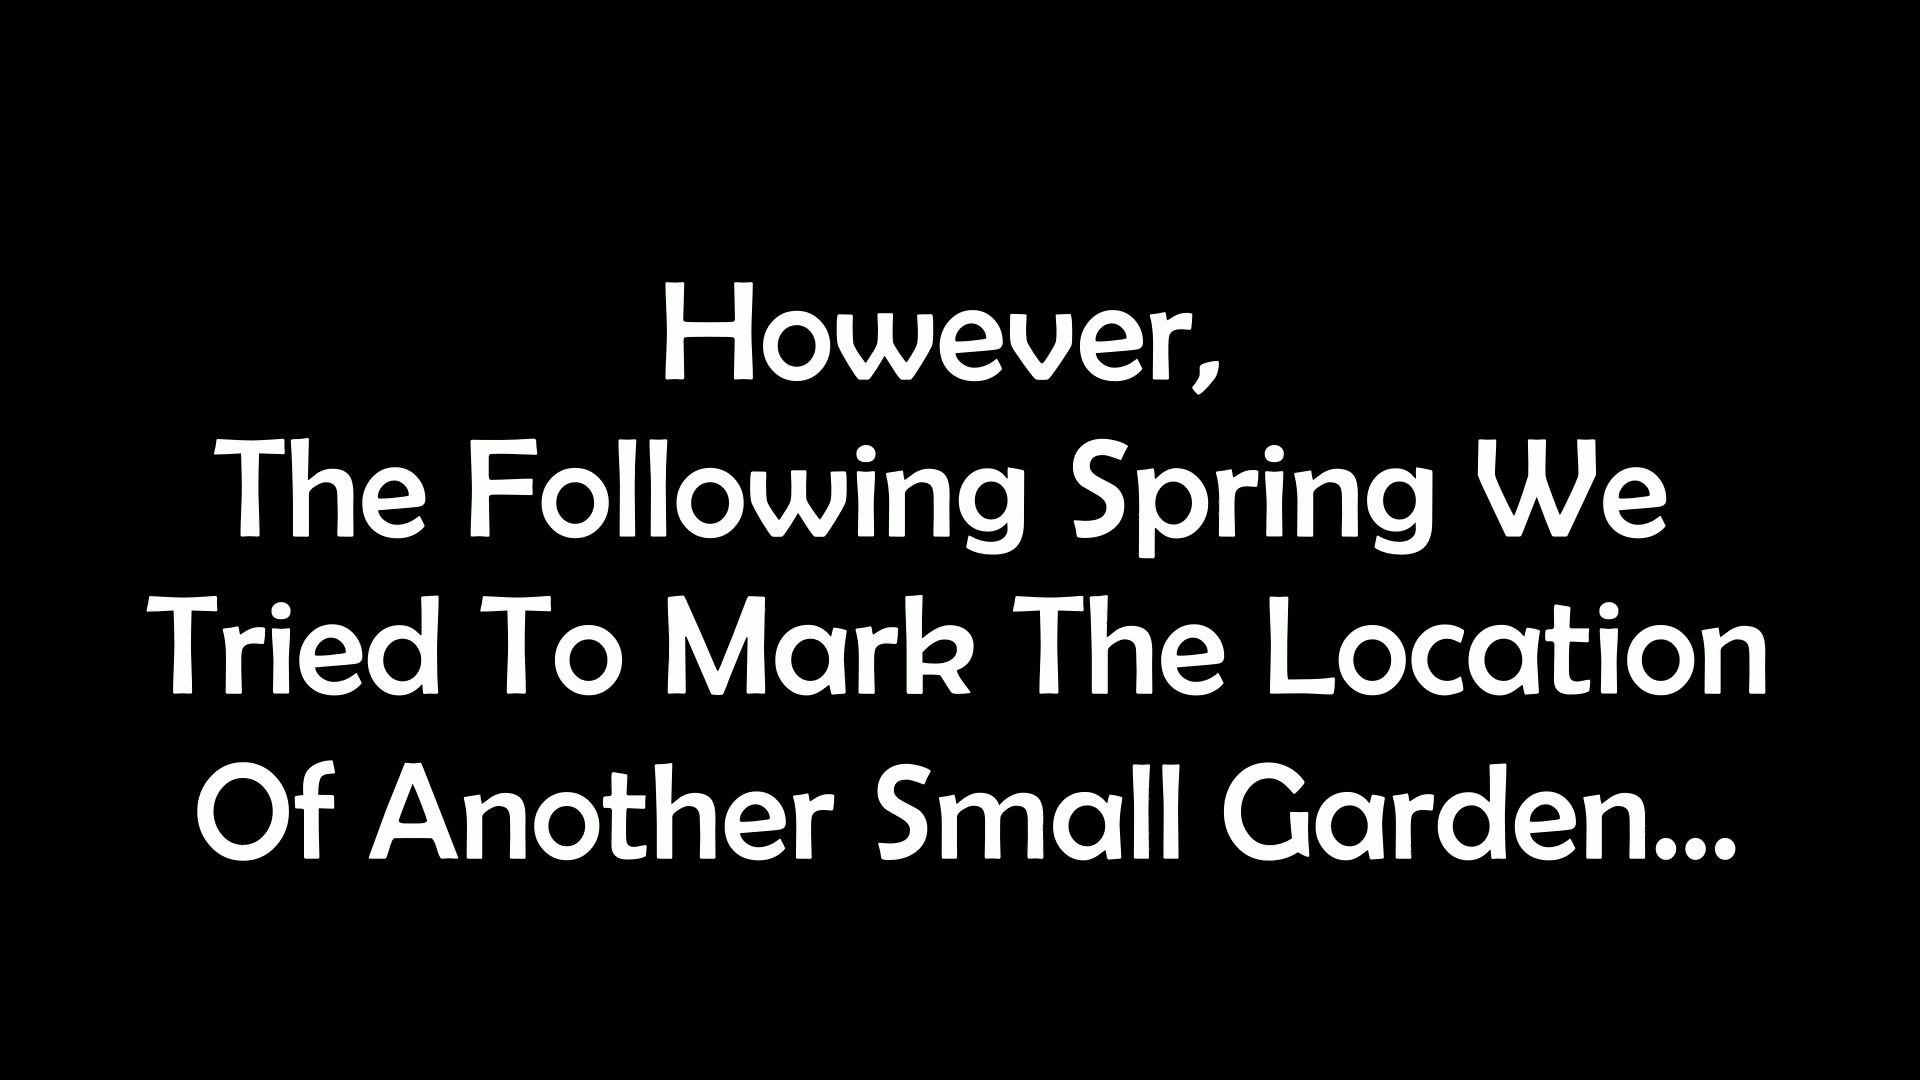 However,
The Following Spring We
Tried To Mark The Location
Of Another Small Garden...